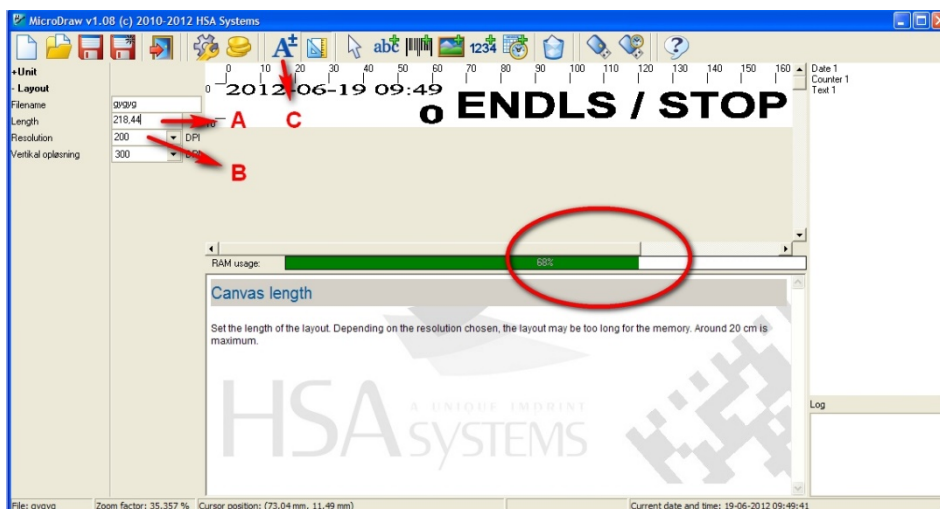 MicroDraw v1.08 (c) 2010-2012 HSA Systems
A± abc 1234 ?
+Unit
- Layout
Filename gyqyg
Length 218,44
Resolution 200 DPI
Vertikal opløsning 300
0 10 20 30 40 50 60 70 80 90 100 110 120 130 140 150 160
0
2012-06-19 09:49
0 ENDLS / STOP
A
B
C
Date 1
Counter 1
Text 1
RAM usage: 68%
Canvas length
Set the length of the layout. Depending on the resolution chosen, the layout may be too long for the memory. Around 20 cm is
maximum.
HSA
A UNIQUE IMPRINT
SYSTEMS
Log
File: gyqyg Zoom factor: 35,357 % Cursor position: (73,04 mm, 11,49 mm) Current date and time: 19-06-2012 09:49:41